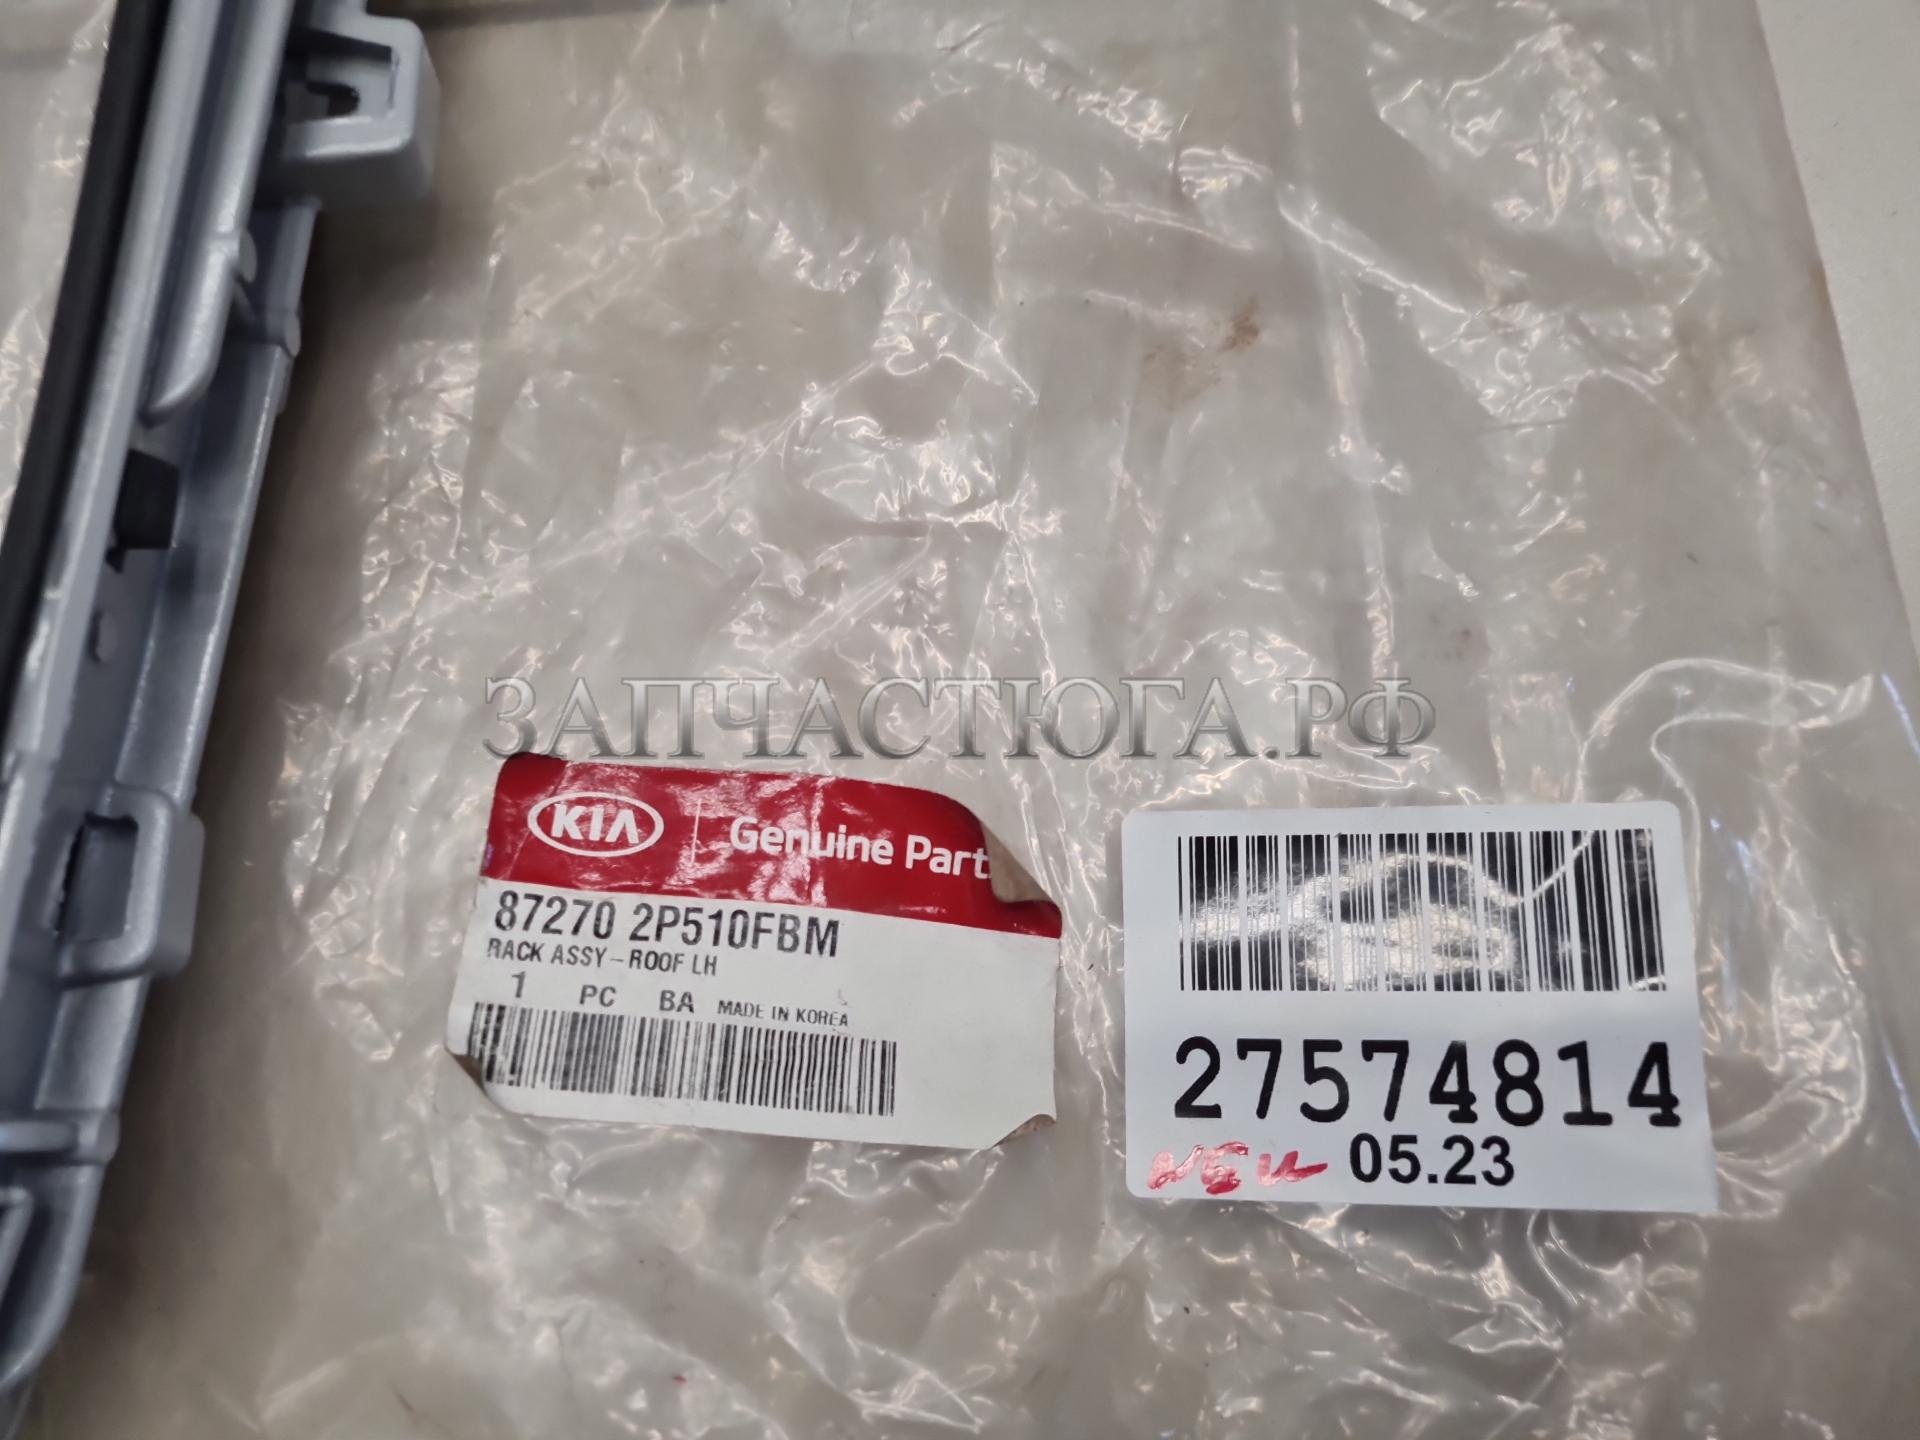 ЗАПЧАСТЮГА.РФ
KIA Genuine Part
87270 2P510FBM
RACK ASSY-ROOF LH
1 PC BA MADE IN KOREA
27574814
NEW 05.23